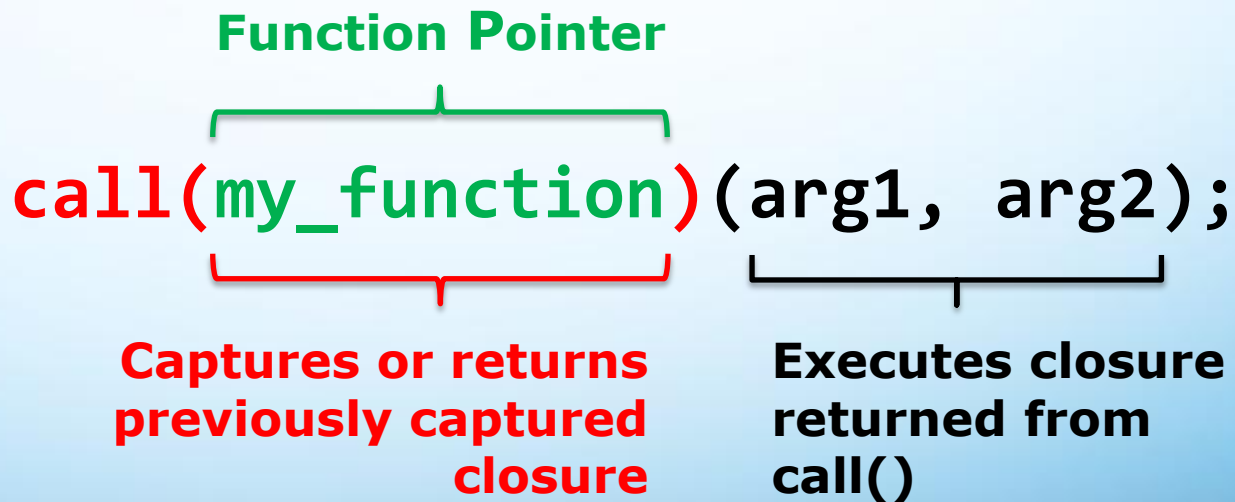 Function Pointer
call(my_function)(arg1, arg2);
Captures or returns
previously captured
closure
Executes closure
returned from
call()